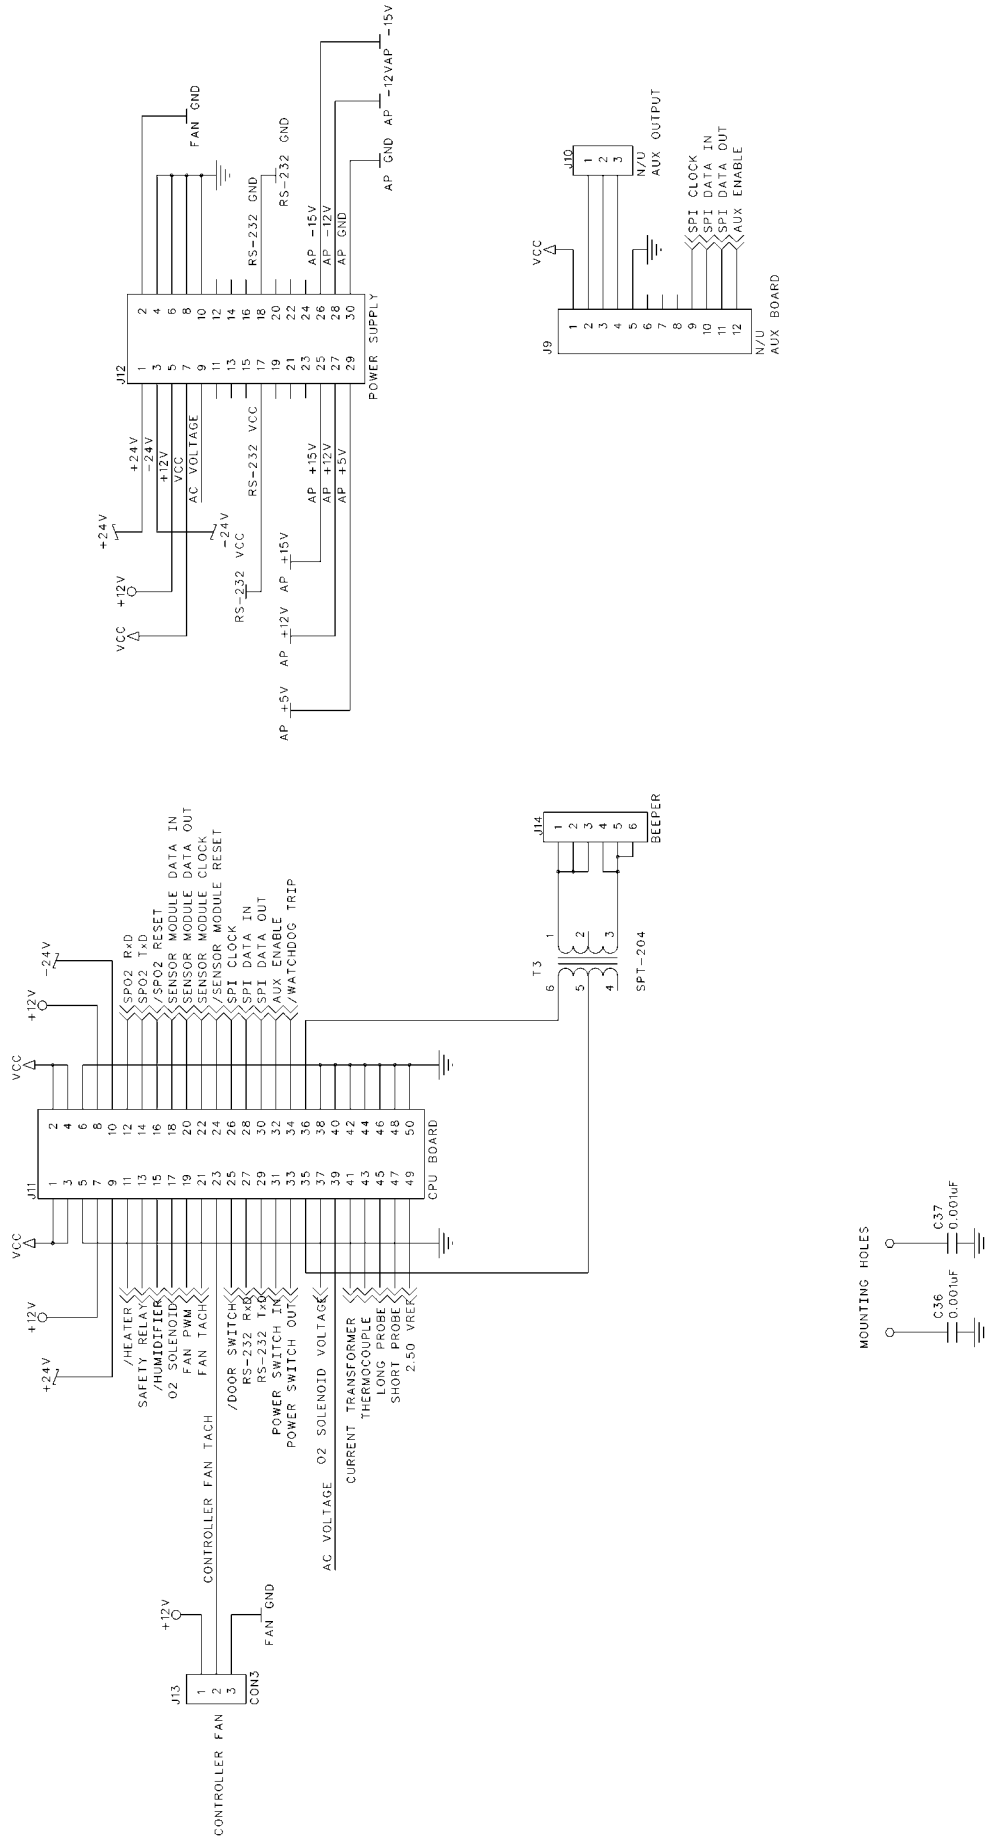 CONTROLLER FAN
J13
1
2
3
CON3
+12V
FAN GND
CONTROLLER FAN TACH
+24V
+12V
VCC
/HEATER
SAFETY RELAY
/HUMIDIFIER
O2 SOLENOID
FAN PWM
FAN TACH
/DOOR SWITCH
RS-232 RxD
RS-232 TxD
POWER SWITCH IN
POWER SWITCH OUT
O2 SOLENOID VOLTAGE
AC VOLTAGE
CURRENT TRANSFORMER
THERMOCOUPLE
LONG PROBE
SHORT PROBE
2.50 VREF
J11
1 2
3 4
5 6
7 8
9 10
11 12
13 14
15 16
17 18
19 20
21 22
23 24
25 26
27 28
29 30
31 32
33 34
35 36
37 38
39 40
41 42
43 44
45 46
47 48
49 50
CPU BOARD
VCC
+12V
-24V
SPO2 RxD
SPO2 TxD
/SPO2 RESET
SENSOR MODULE DATA IN
SENSOR MODULE DATA OUT
SENSOR MODULE CLOCK
/SENSOR MODULE RESET
SPI CLOCK
SPI DATA IN
SPI DATA OUT
AUX ENABLE
/WATCHDOG TRIP
T3
6 1
5 2
4 3
SPT-204
J14
1
2
3
4
5
6
BEEPER
VCC
+12V
+24V
-24V
+24V
-24V
+12V
VCC
AC VOLTAGE
RS-232 VCC
RS-232 VCC
AP +5V
AP +12V
AP +15V
AP +15V
AP +12V
AP +5V
J12
1 2
3 4
5 6
7 8
9 10
11 12
13 14
15 16
17 18
19 20
21 22
23 24
25 26
27 28
29 30
POWER SUPPLY
FAN GND
RS-232 GND
RS-232 GND
AP -15V
AP -12V
AP GND
AP GND
AP -12V
AP -15V
MOUNTING HOLES
C36
0.001uF
C37
0.001uF
J9
1
2
3
4
5
6
7
8
9
10
11
12
N/U
AUX BOARD
VCC
J10
1
2
3
N/U
AUX OUTPUT
SPI CLOCK
SPI DATA IN
SPI DATA OUT
AUX ENABLE